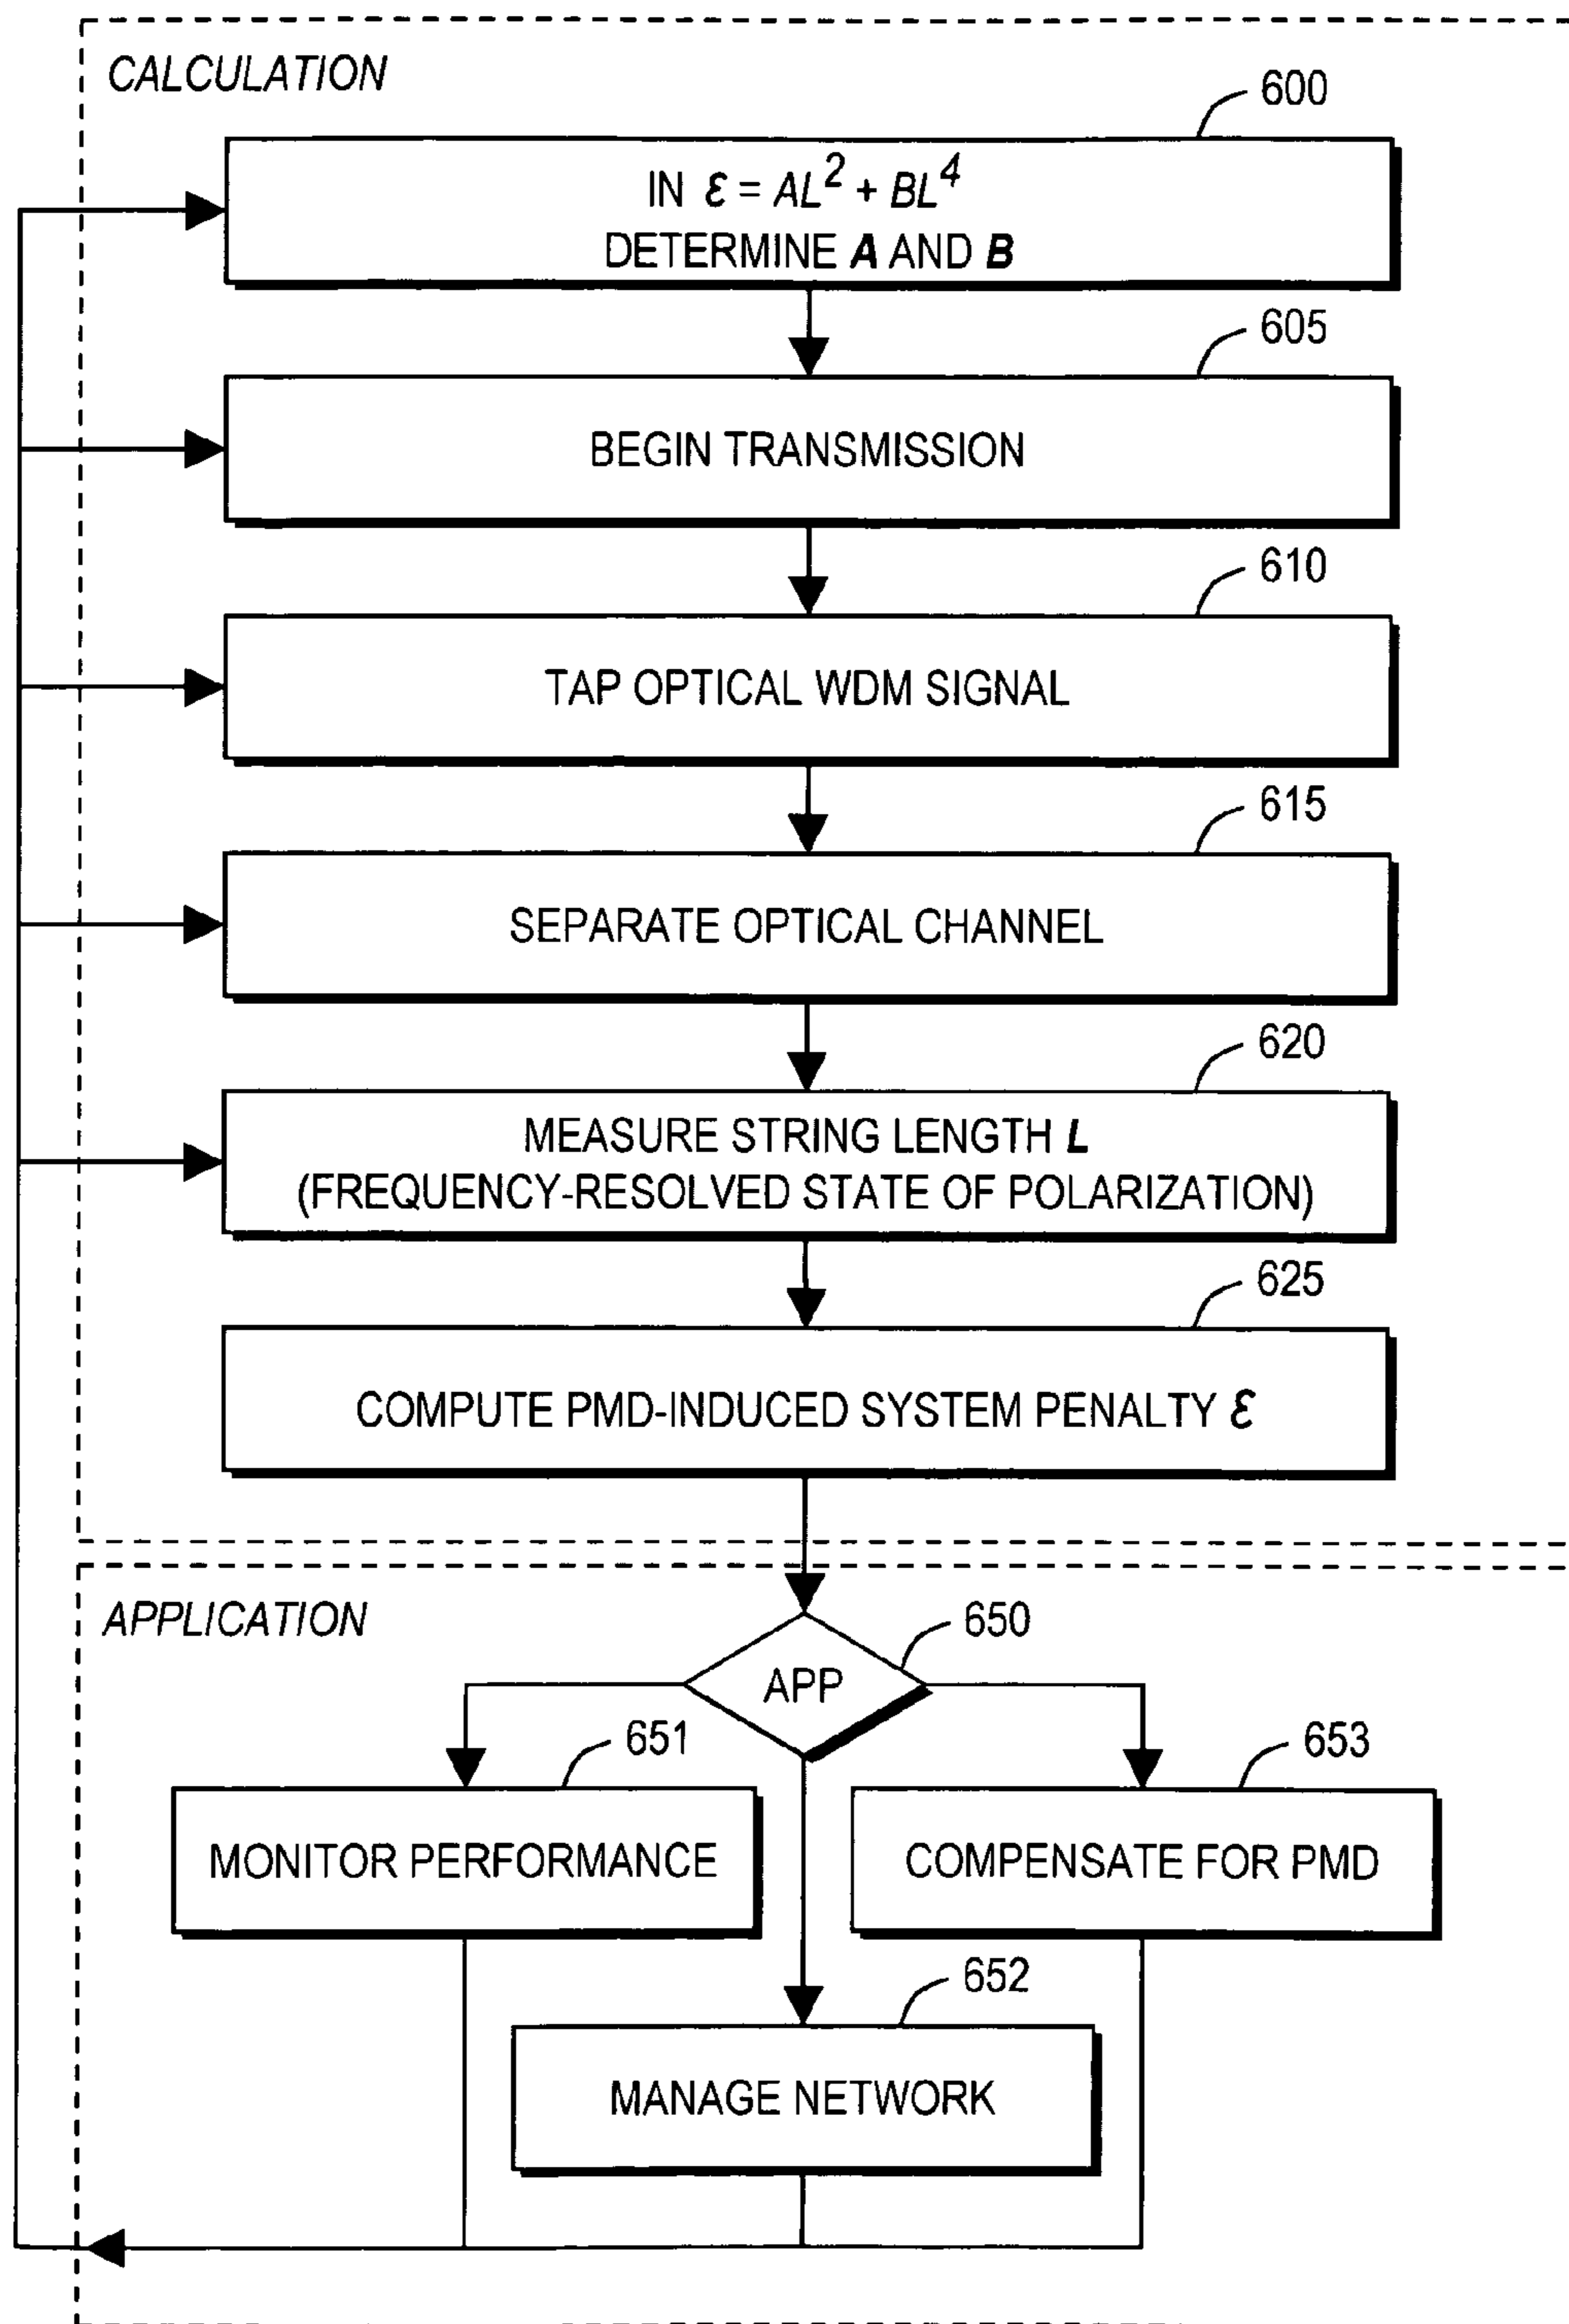 CALCULATION
600
IN ε = AL² + BL⁴
DETERMINE A AND B
605
BEGIN TRANSMISSION
610
TAP OPTICAL WDM SIGNAL
615
SEPARATE OPTICAL CHANNEL
620
MEASURE STRING LENGTH L
(FREQUENCY-RESOLVED STATE OF POLARIZATION)
625
COMPUTE PMD-INDUCED SYSTEM PENALTY ε
APPLICATION
650
APP
651
653
MONITOR PERFORMANCE
COMPENSATE FOR PMD
652
MANAGE NETWORK